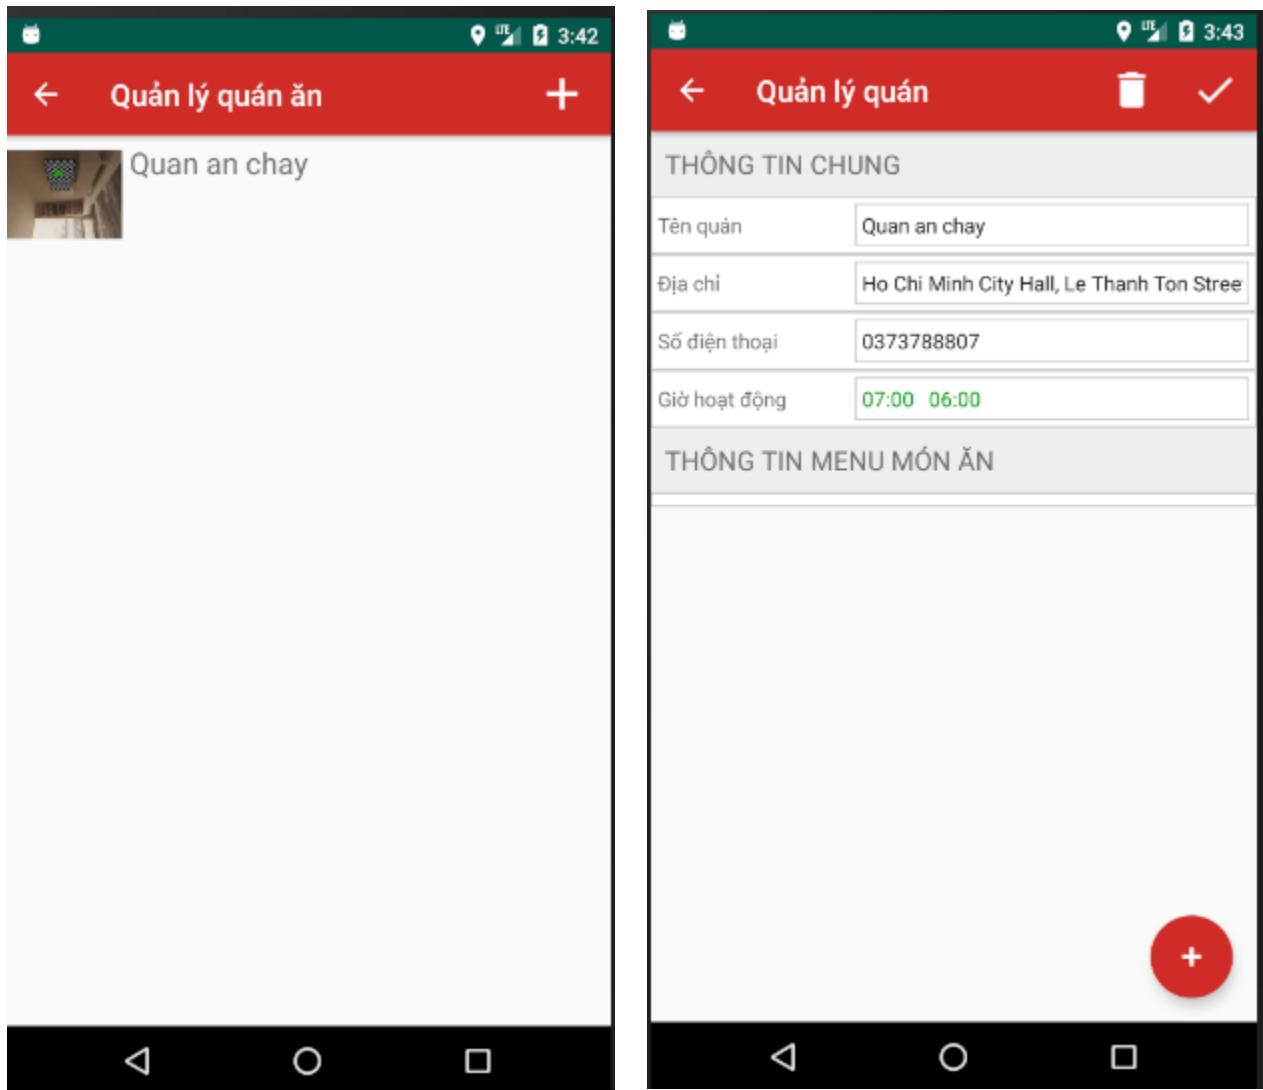 LTE 3:42
Quản lý quán ăn
Quan an chay
LTE 3:43
Quản lý quán
THÔNG TIN CHUNG
Tên quán Quan an chay
Địa chỉ Ho Chi Minh City Hall, Le Thanh Ton Stree
Số điện thoại 0373788807
Giờ hoạt động 07:00 06:00
THÔNG TIN MENU MÓN ĂN